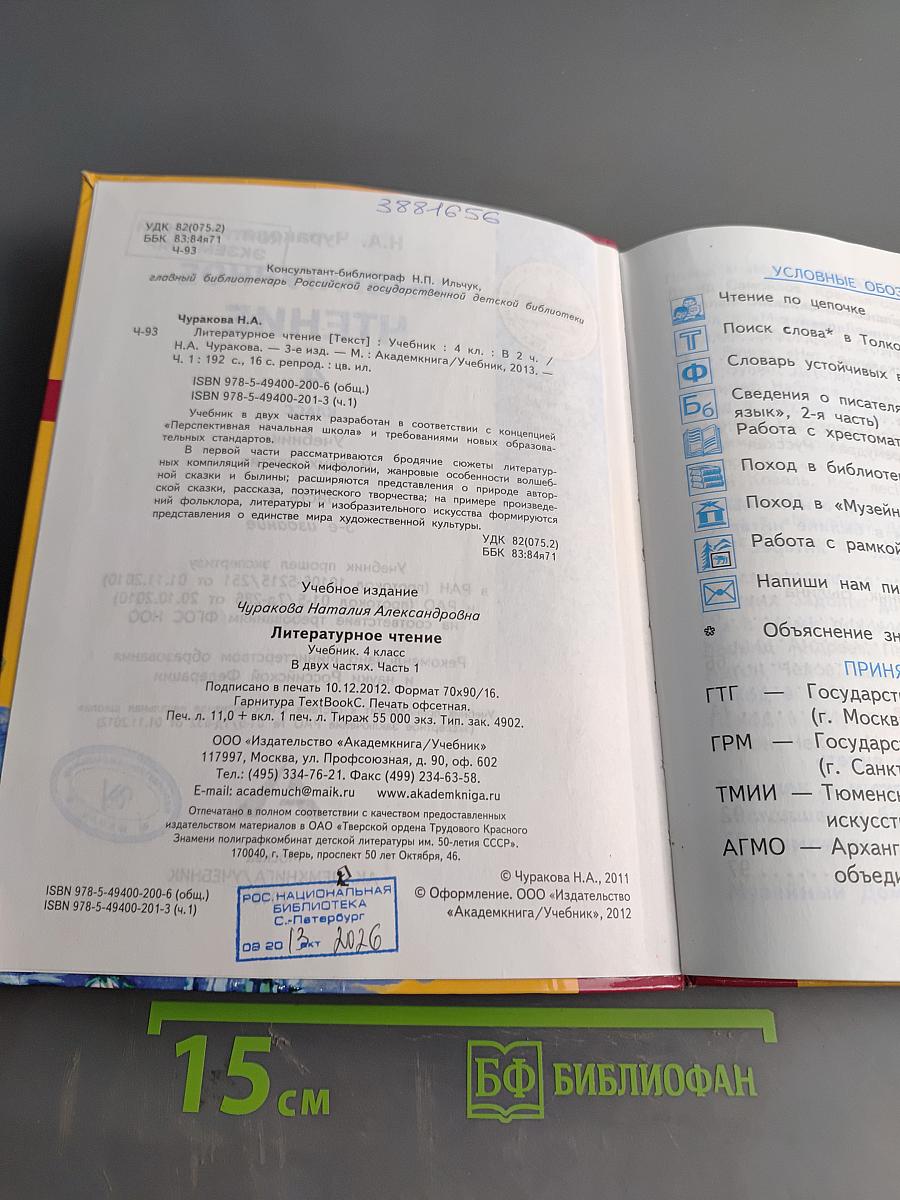 3881656
УДК 82(075.2)
ББК 83:84я71
Ч-93
Консультант-библиограф Н.П. Ильчук,
главный библиотекарь Российской государственной детской библиотеки
Чуракова Н.А.
Ч-93 Литературное чтение [Текст] : Учебник : 4 кл. : В 2 ч. /
Н.А. Чуракова. — 3-е изд. — М. : Академкнига/Учебник, 2013. —
Ч. 1 : 192 с., 16 с. репрод. : цв. ил.
ISBN 978-5-49400-200-6 (общ.)
ISBN 978-5-49400-201-3 (ч.1)
Учебник в двух частях разработан в соответствии с концепцией
«Перспективная начальная школа» и требованиями новых образова-
тельных стандартов.
В первой части рассматриваются бродячие сюжеты литератур-
ных компиляций греческой мифологии, жанровые особенности волшеб-
ной сказки и былины; расширяются представления о природе автор-
ской сказки, рассказа, поэтического творчества; на примере произведе-
ний фольклора, литературы и изобразительного искусства формируются
представления о единстве мира художественной культуры.
УДК 82(075.2)
ББК 83:84я71
Учебное издание
Чуракова Наталия Александровна
Литературное чтение
Учебник. 4 класс
В двух частях. Часть 1
Подписано в печать 10.12.2012. Формат 70х90/16.
Гарнитура TextBookC. Печать офсетная.
Печ. л. 11,0 + вкл. 1 печ. л. Тираж 55 000 экз. Тип. зак. 4902.
ООО «Издательство «Академкнига/Учебник»
117997, Москва, ул. Профсоюзная, д. 90, оф. 602
Тел.: (495) 334-76-21. Факс (499) 234-63-58.
E-mail: academuch@maik.ru www.akademkniga.ru
Отпечатано в полном соответствии с качеством предоставленных
издательством материалов в ОАО «Тверской ордена Трудового Красного
Знамени полиграфкомбинат детской литературы им. 50-летия СССР».
170040, г. Тверь, проспект 50 лет Октября, 46.
ISBN 978-5-49400-200-6 (общ.)
ISBN 978-5-49400-201-3 (ч.1)
© Чуракова Н.А., 2011
© Оформление. ООО «Издательство
«Академкнига/Учебник», 2012
РОС. НАЦИОНАЛЬНАЯ
БИБЛИОТЕКА
С.-Петербург
ОЭ 20 13 экт 2026
УСЛОВНЫЕ ОБОЗ
Чтение по цепочке
Т Поиск слова* в Толко
Ф Словарь устойчивых в
Бб Сведения о писателя
язык», 2-я часть)
Работа с хрестомат
Поход в библиоте
Поход в «Музейн
Работа с рамкой
Напиши нам пи
* Объяснение зн
ПРИНЯ
ГТГ — Государст
(г. Москв
ГРМ — Государс
(г. Санкт
ТМИИ — Тюменс
искусст
АГМО — Арханг
объеди
15 см
БФ БИБЛИОФАН